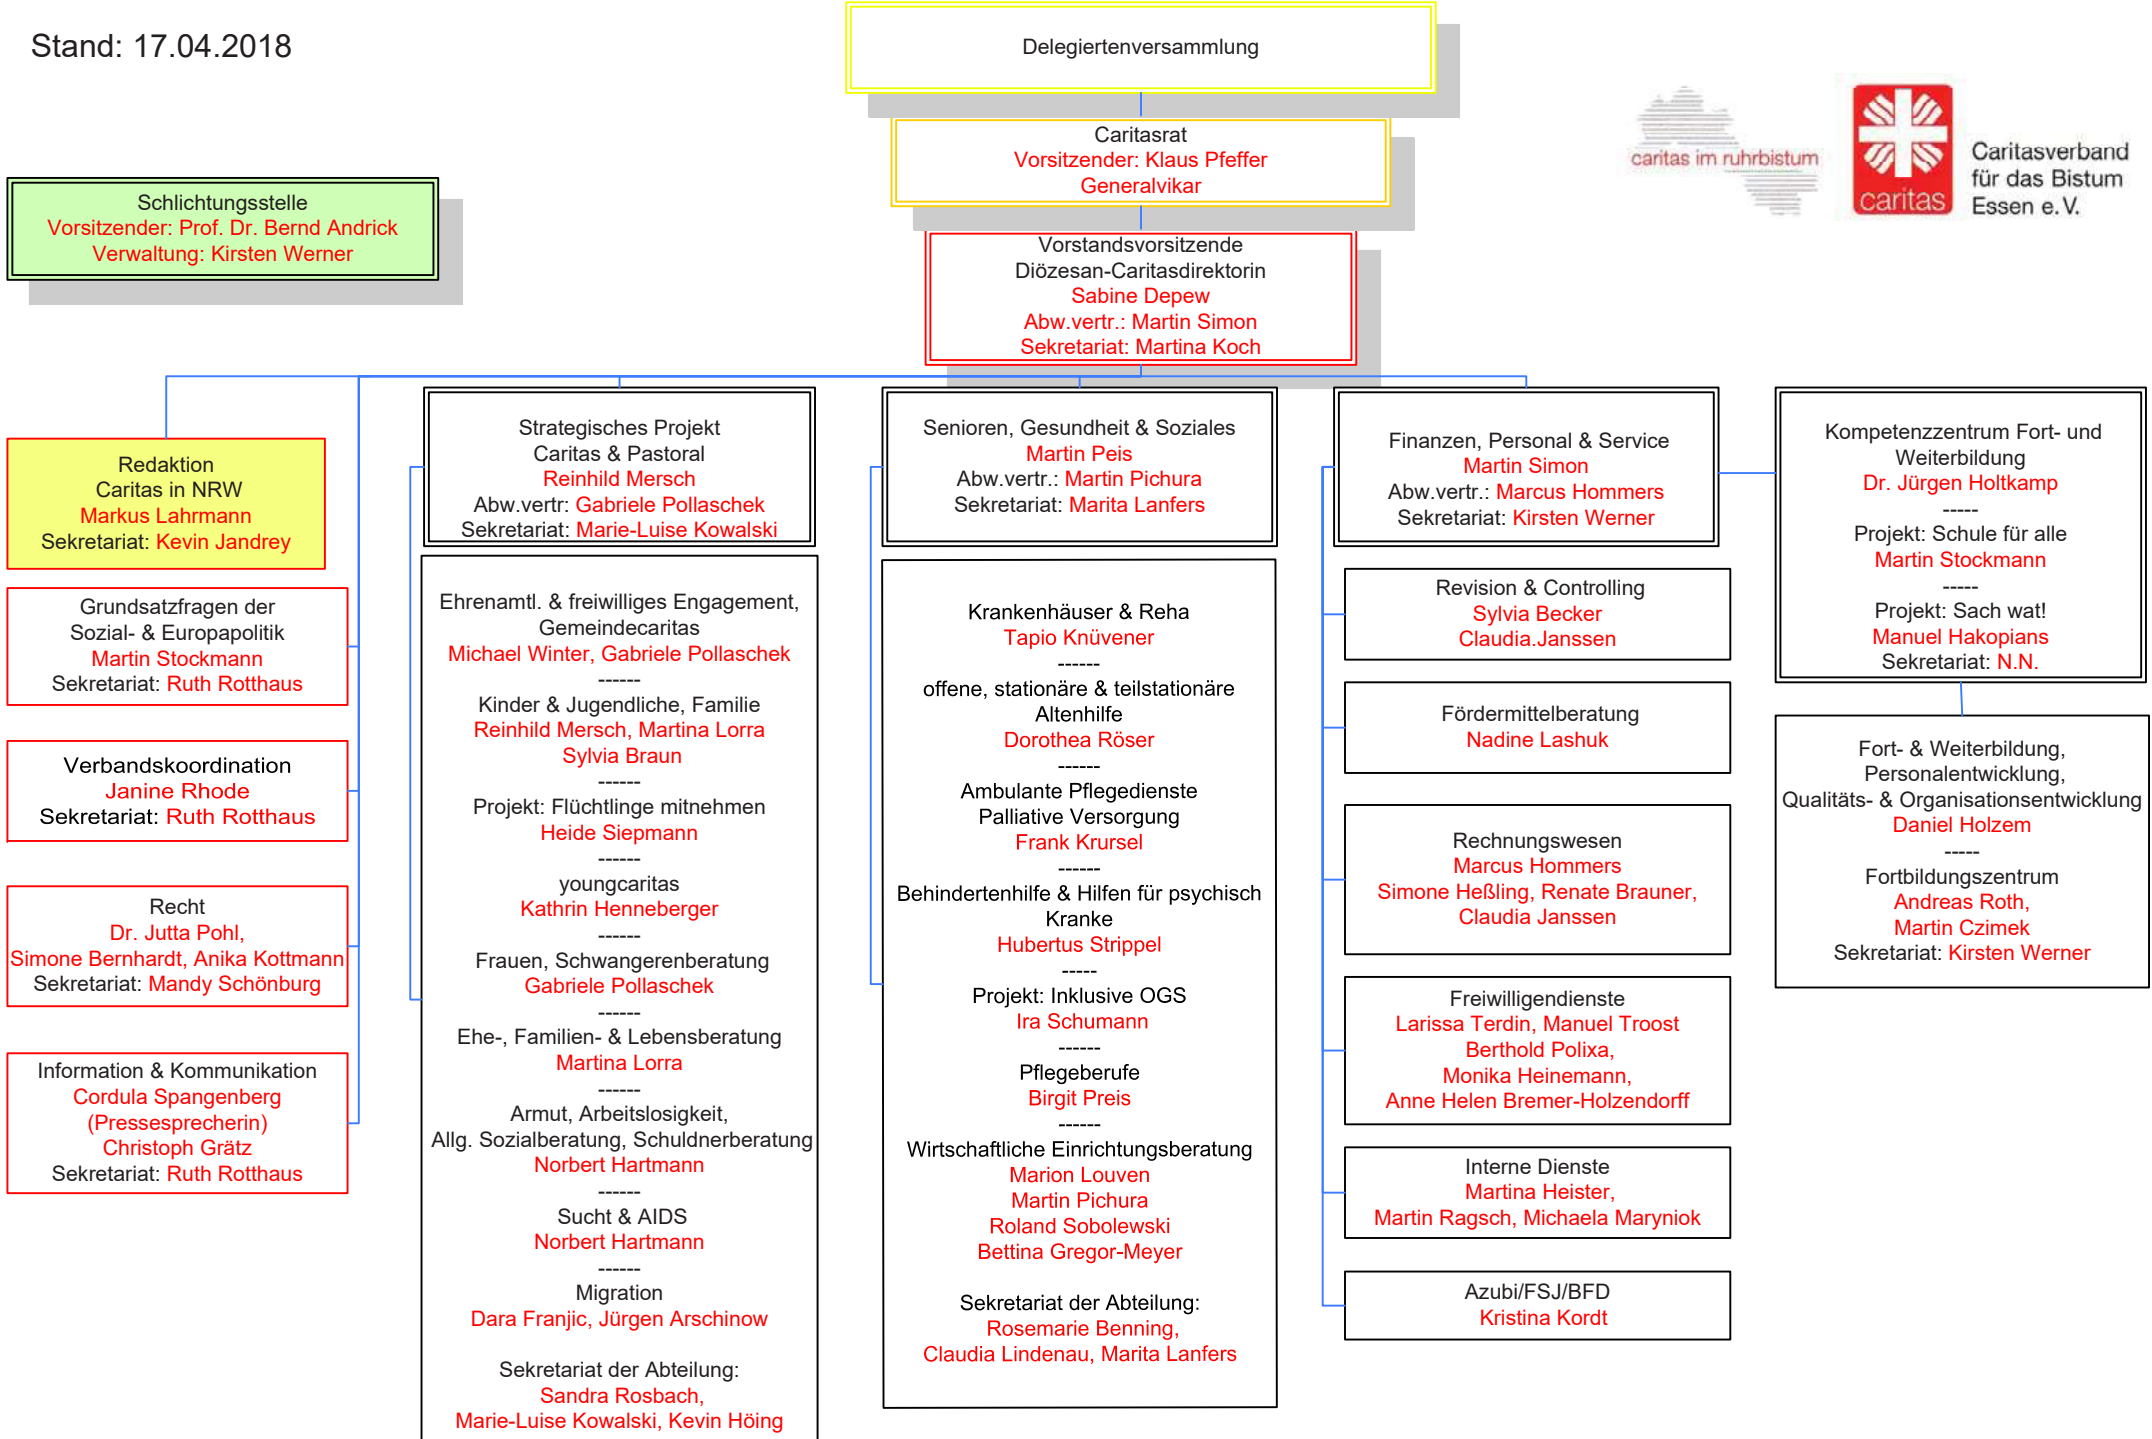 Stand: 17.04.2018
Delegiertenversammlung
Caritasrat
Vorsitzender: Klaus Pfeffer
Generalvikar
caritas im ruhrbistum
caritas
Caritasverband
für das Bistum
Essen e.V.
Schlichtungsstelle
Vorsitzender: Prof. Dr. Bernd Andrick
Verwaltung: Kirsten Werner
Vorstandsvorsitzende
Diözesan-Caritasdirektorin
Sabine Depew
Abw.vertr.: Martin Simon
Sekretariat: Martina Koch
Redaktion
Caritas in NRW
Markus Lahrmann
Sekretariat: Kevin Jandrey
Grundsatzfragen der
Sozial- & Europapolitik
Martin Stockmann
Sekretariat: Ruth Rotthaus
Verbandskoordination
Janine Rhode
Sekretariat: Ruth Rotthaus
Recht
Dr. Jutta Pohl,
Simone Bernhardt, Anika Kottmann
Sekretariat: Mandy Schönburg
Information & Kommunikation
Cordula Spangenberg
(Pressesprecherin)
Christoph Grätz
Sekretariat: Ruth Rotthaus
Strategisches Projekt
Caritas & Pastoral
Reinhild Mersch
Abw.vertr: Gabriele Pollaschek
Sekretariat: Marie-Luise Kowalski
Ehrenamtl. & freiwilliges Engagement,
Gemeindecaritas
Michael Winter, Gabriele Pollaschek
------
Kinder & Jugendliche, Familie
Reinhild Mersch, Martina Lorra
Sylvia Braun
------
Projekt: Flüchtlinge mitnehmen
Heide Siepmann
------
youngcaritas
Kathrin Henneberger
------
Frauen, Schwangerenberatung
Gabriele Pollaschek
------
Ehe-, Familien- & Lebensberatung
Martina Lorra
------
Armut, Arbeitslosigkeit,
Allg. Sozialberatung, Schuldnerberatung
Norbert Hartmann
------
Sucht & AIDS
Norbert Hartmann
------
Migration
Dara Franjic, Jürgen Arschinow
Sekretariat der Abteilung:
Sandra Rosbach,
Marie-Luise Kowalski, Kevin Höing
Senioren, Gesundheit & Soziales
Martin Peis
Abw.vertr.: Martin Pichura
Sekretariat: Marita Lanfers
Krankenhäuser & Reha
Tapio Knüvener
------
offene, stationäre & teilstationäre
Altenhilfe
Dorothea Röser
------
Ambulante Pflegedienste
Palliative Versorgung
Frank Krursel
------
Behindertenhilfe & Hilfen für psychisch
Kranke
Hubertus Strippel
-----
Projekt: Inklusive OGS
Ira Schumann
------
Pflegeberufe
Birgit Preis
------
Wirtschaftliche Einrichtungsberatung
Marion Louven
Martin Pichura
Roland Sobolewski
Bettina Gregor-Meyer
Sekretariat der Abteilung:
Rosemarie Benning,
Claudia Lindenau, Marita Lanfers
Finanzen, Personal & Service
Martin Simon
Abw.vertr.: Marcus Hommers
Sekretariat: Kirsten Werner
Revision & Controlling
Sylvia Becker
Claudia.Janssen
Fördermittelberatung
Nadine Lashuk
Rechnungswesen
Marcus Hommers
Simone Heßling, Renate Brauner,
Claudia Janssen
Freiwilligendienste
Larissa Terdin, Manuel Troost
Berthold Polixa,
Monika Heinemann,
Anne Helen Bremer-Holzendorff
Interne Dienste
Martina Heister,
Martin Ragsch, Michaela Maryniok
Azubi/FSJ/BFD
Kristina Kordt
Kompetenzzentrum Fort- und
Weiterbildung
Dr. Jürgen Holtkamp
-----
Projekt: Schule für alle
Martin Stockmann
-----
Projekt: Sach wat!
Manuel Hakopians
Sekretariat: N.N.
Fort- & Weiterbildung,
Personalentwicklung,
Qualitäts- & Organisationsentwicklung
Daniel Holzem
-----
Fortbildungszentrum
Andreas Roth,
Martin Czimek
Sekretariat: Kirsten Werner